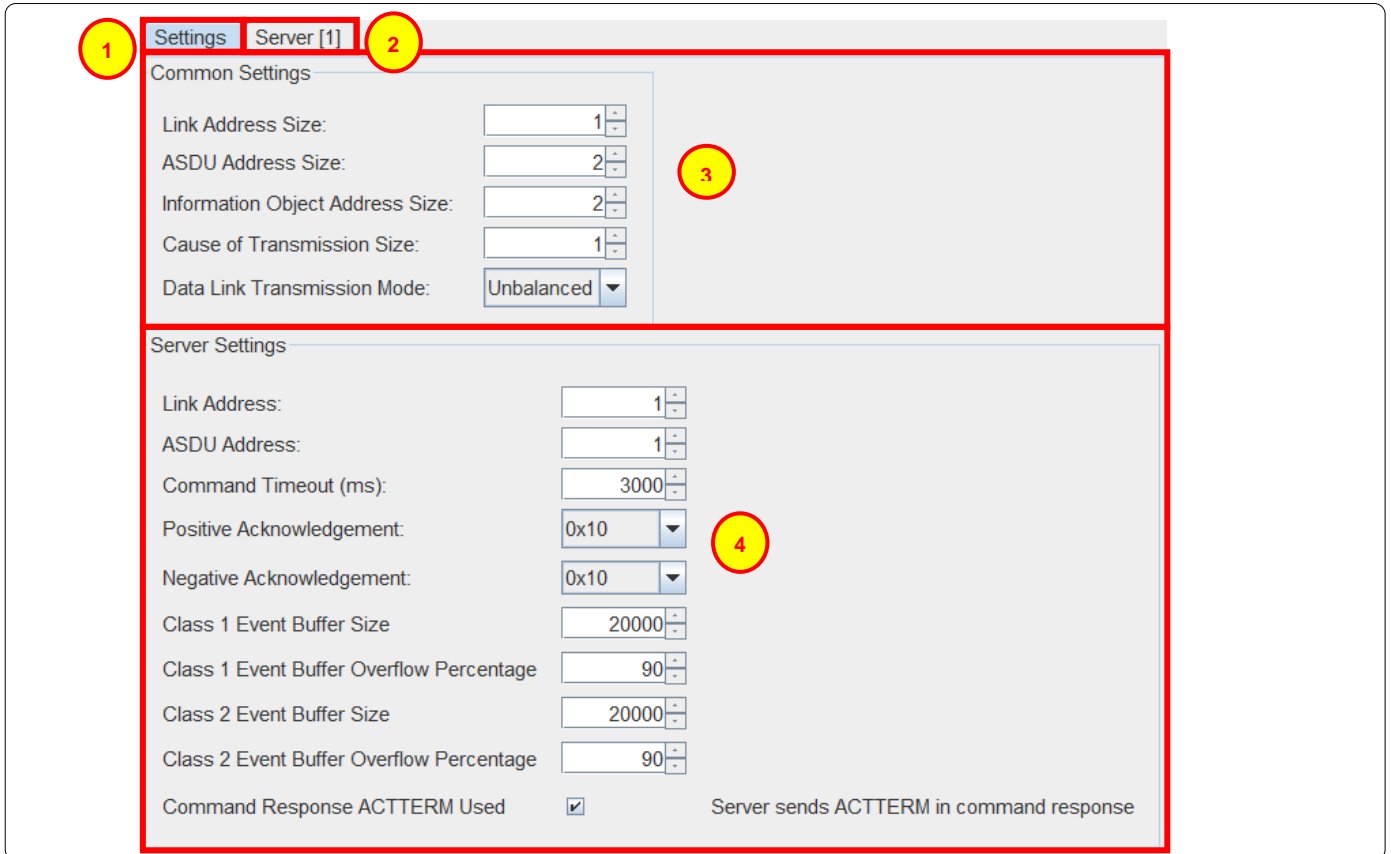 1 Settings Server [1] 2
Common Settings
Link Address Size: 1
ASDU Address Size: 2
3
Information Object Address Size: 2
Cause of Transmission Size: 1
Data Link Transmission Mode: Unbalanced
Server Settings
Link Address: 1
ASDU Address: 1
Command Timeout (ms): 3000
Positive Acknowledgement: 0x10
4
Negative Acknowledgement: 0x10
Class 1 Event Buffer Size 20000
Class 1 Event Buffer Overflow Percentage 90
Class 2 Event Buffer Size 20000
Class 2 Event Buffer Overflow Percentage 90
Command Response ACTTERM Used Server sends ACTTERM in command response